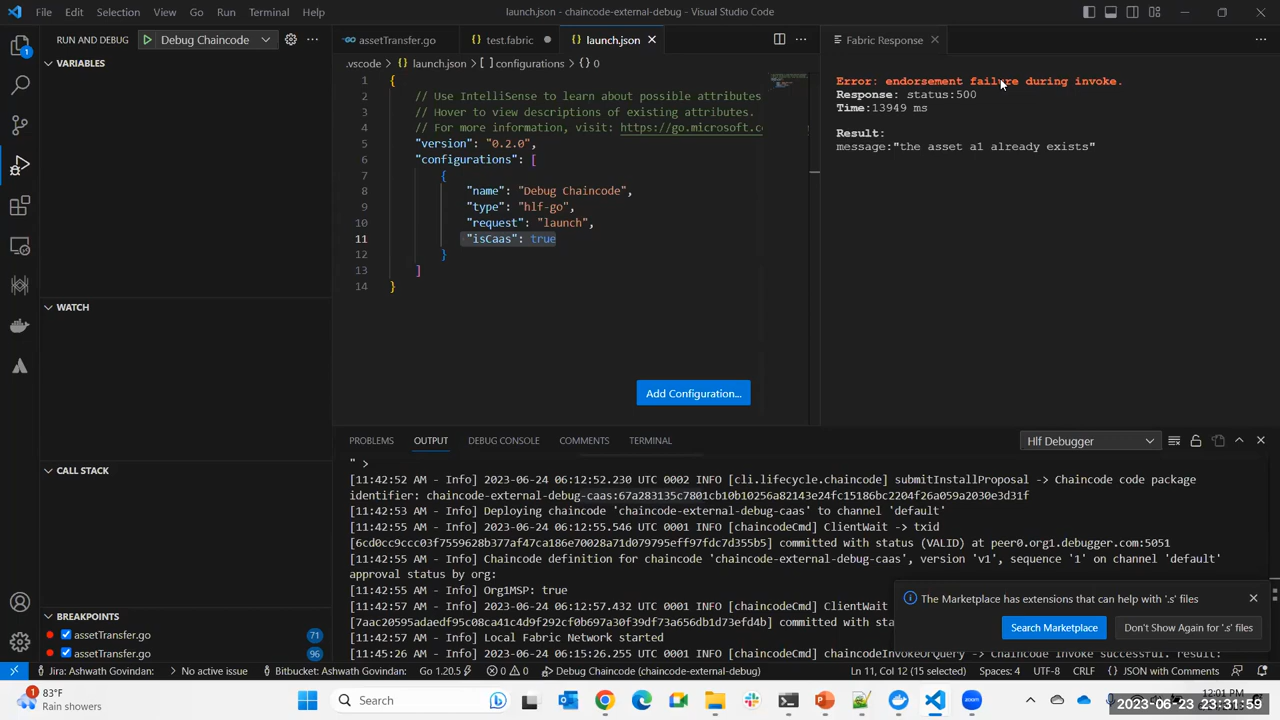 File Edit Selection View Go Run Terminal Help
launch.json - chaincode-external-debug - Visual Studio Code
RUN AND DEBUG Debug Chaincode
assetTransfer.go test.fabric launch.json
Fabric Response
VARIABLES
.vscode > launch.json > [ ] configurations > { } 0
1 {
2 // Use IntelliSense to learn about possible attributes
3 // Hover to view descriptions of existing attributes.
4 // For more information, visit: https://go.microsoft.c
5 "version": "0.2.0",
6 "configurations": [
7 {
8 "name": "Debug Chaincode",
9 "type": "hlf-go",
10 "request": "launch",
11 "isCaas": true
12 }
13 ]
14 }
Add Configuration...
Error: endorsement failure during invoke.
Response: status:500
Time:13949 ms
Result:
message:"the asset a1 already exists"
WATCH
CALL STACK
BREAKPOINTS
assetTransfer.go 71
assetTransfer.go 96
PROBLEMS OUTPUT DEBUG CONSOLE COMMENTS TERMINAL
Hlf Debugger
" >
[11:42:52 AM - Info] 2023-06-24 06:12:52.230 UTC 0002 INFO [cli.lifecycle.chaincode] submitInstallProposal -> Chaincode code package
identifier: chaincode-external-debug-caas:67a283135c7801cb10b10256a82143e24fc15186bc2204f26a059a2030e3d31f
[11:42:53 AM - Info] Deploying chaincode 'chaincode-external-debug-caas' to channel 'default'
[11:42:55 AM - Info] 2023-06-24 06:12:55.546 UTC 0001 INFO [chaincodeCmd] ClientWait -> txid
[6cd0cc9ccc03f7559628b377af47ca186e70028a71d079795eff97fdc7d355b5] committed with status (VALID) at peer0.org1.debugger.com:5051
[11:42:55 AM - Info] Chaincode definition for chaincode 'chaincode-external-debug-caas', version 'v1', sequence '1' on channel 'default'
approval status by org:
[11:42:55 AM - Info] Org1MSP: true
[11:42:57 AM - Info] 2023-06-24 06:12:57.432 UTC 0001 INFO [chaincodeCmd] ClientWait
[7aac20595adaedf95c08ca41c4d9f292cf0b697a30f39df73a656db1d73efd4b] committed with sta
[11:42:57 AM - Info] Local Fabric Network started
[11:45:26 AM - Info] 2023-06-24 06:15:26.255 UTC 0001 INFO [chaincodeCmd] chaincodeInvokeOrQuery -> Chaincode invoke successful. result:
The Marketplace has extensions that can help with '.s' files
Search Marketplace Don't Show Again for '.s' files
Jira: Ashwath Govindan: No active issue Bitbucket: Ashwath Govindan: Go 1.20.5 0 0 Debug Chaincode (chaincode-external-debug) Ln 11, Col 12 (15 selected) Spaces: 4 UTF-8 CRLF { } JSON with Comments
1
83°F
Rain showers
Search
12:01 PM
2023-06-23 23:31:59